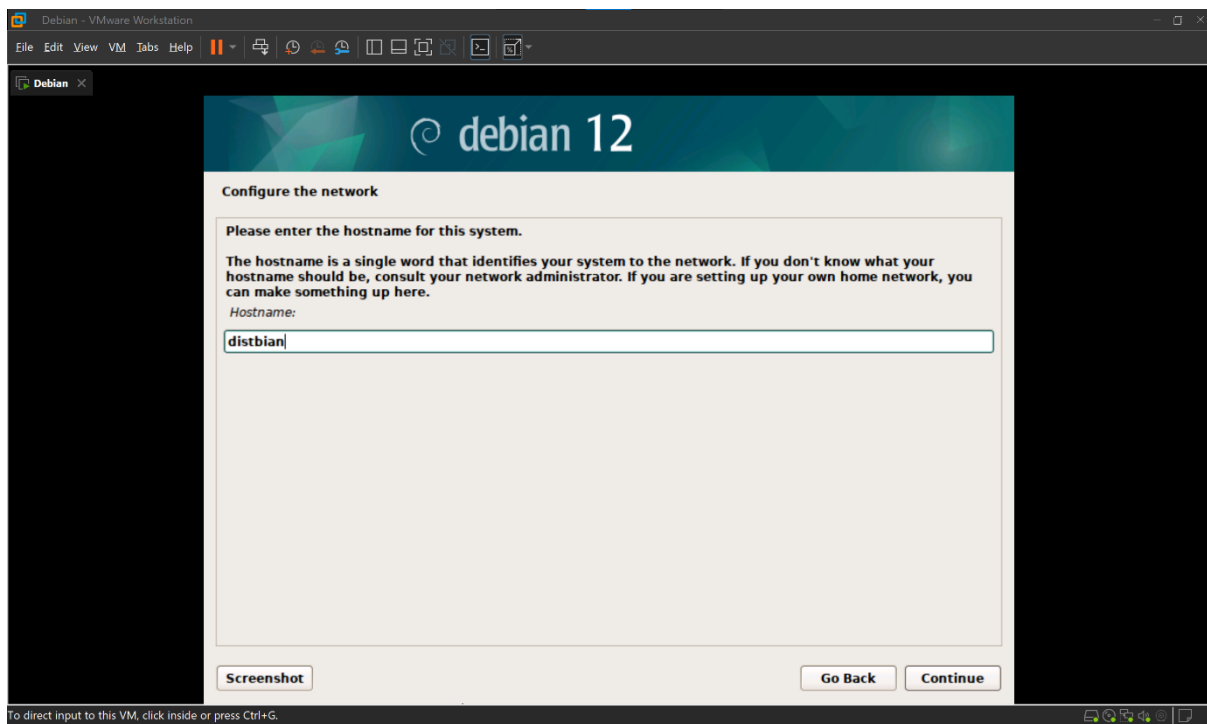 Debian - VMware Workstation
File Edit View VM Tabs Help
Debian
debian 12
Configure the network
Please enter the hostname for this system.
The hostname is a single word that identifies your system to the network. If you don't know what your
hostname should be, consult your network administrator. If you are setting up your own home network, you
can make something up here.
Hostname:
distbian
Screenshot
Go Back
Continue
To direct input to this VM, click inside or press Ctrl+G.